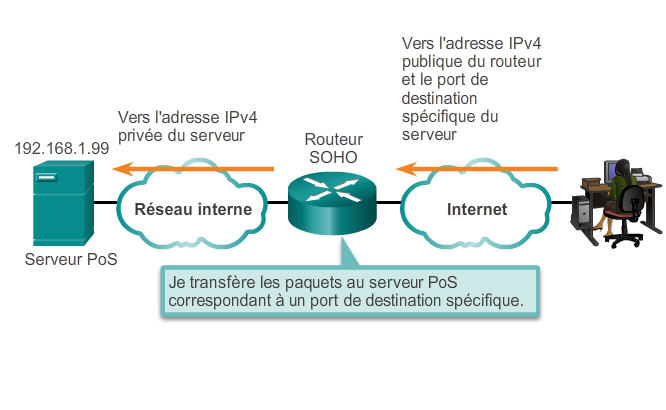 Vers l'adresse IPv4
publique du routeur
et le port de
destination
spécifique du
serveur
Vers l'adresse IPv4
privée du serveur
Routeur
SOHO
192.168.1.99
Réseau interne
Internet
Serveur PoS
Je transfère les paquets au serveur PoS
correspondant à un port de destination spécifique.